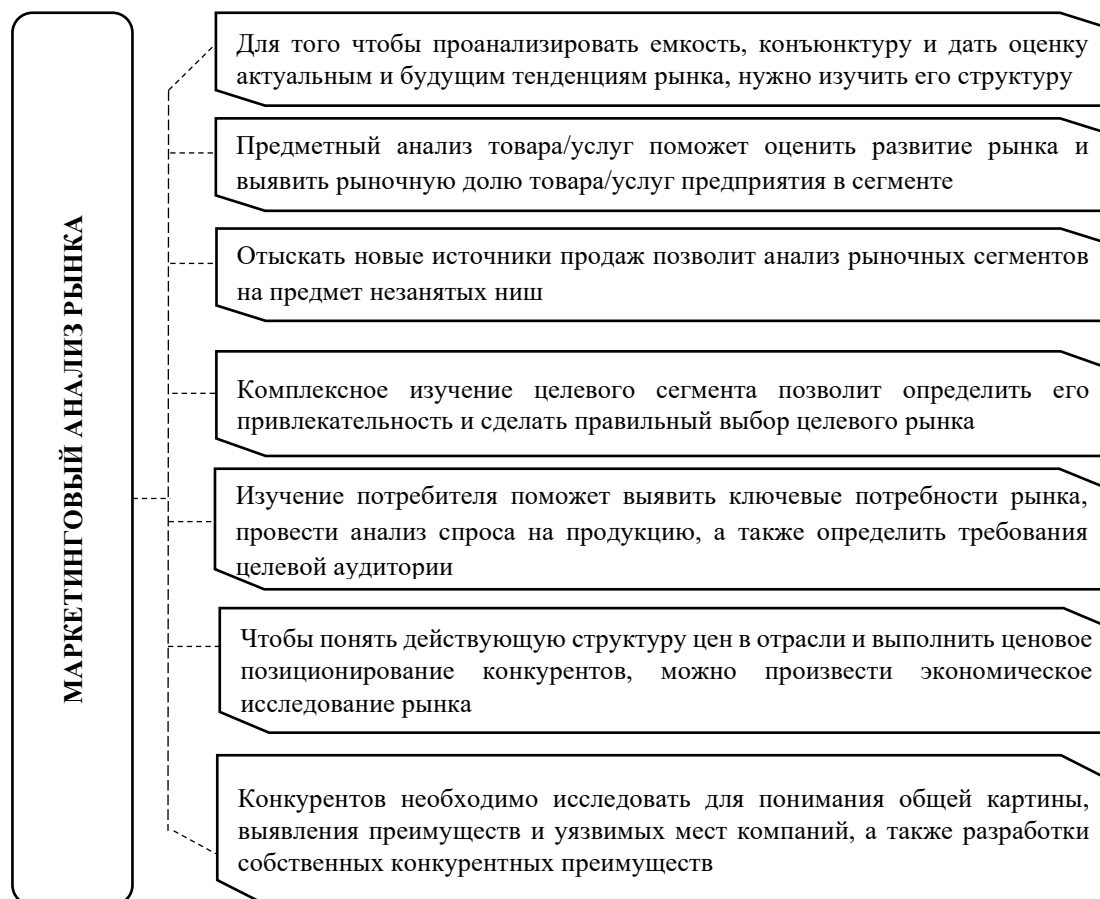 МАРКЕТИНГОВЫЙ АНАЛИЗ РЫНКА
Для того чтобы проанализировать емкость, конъюнктуру и дать оценку
актуальным и будущим тенденциям рынка, нужно изучить его структуру
Предметный анализ товара/услуг поможет оценить развитие рынка и
выявить рыночную долю товара/услуг предприятия в сегменте
Отыскать новые источники продаж позволит анализ рыночных сегментов
на предмет незанятых ниш
Комплексное изучение целевого сегмента позволит определить его
привлекательность и сделать правильный выбор целевого рынка
Изучение потребителя поможет выявить ключевые потребности рынка,
провести анализ спроса на продукцию, а также определить требования
целевой аудитории
Чтобы понять действующую структуру цен в отрасли и выполнить ценовое
позиционирование конкурентов, можно произвести экономическое
исследование рынка
Конкурентов необходимо исследовать для понимания общей картины,
выявления преимуществ и уязвимых мест компаний, а также разработки
собственных конкурентных преимуществ